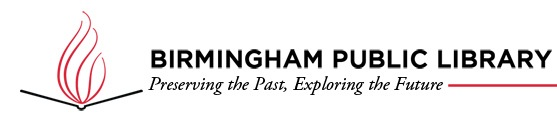 BIRMINGHAM PUBLIC LIBRARY
Preserving the Past, Exploring the Future